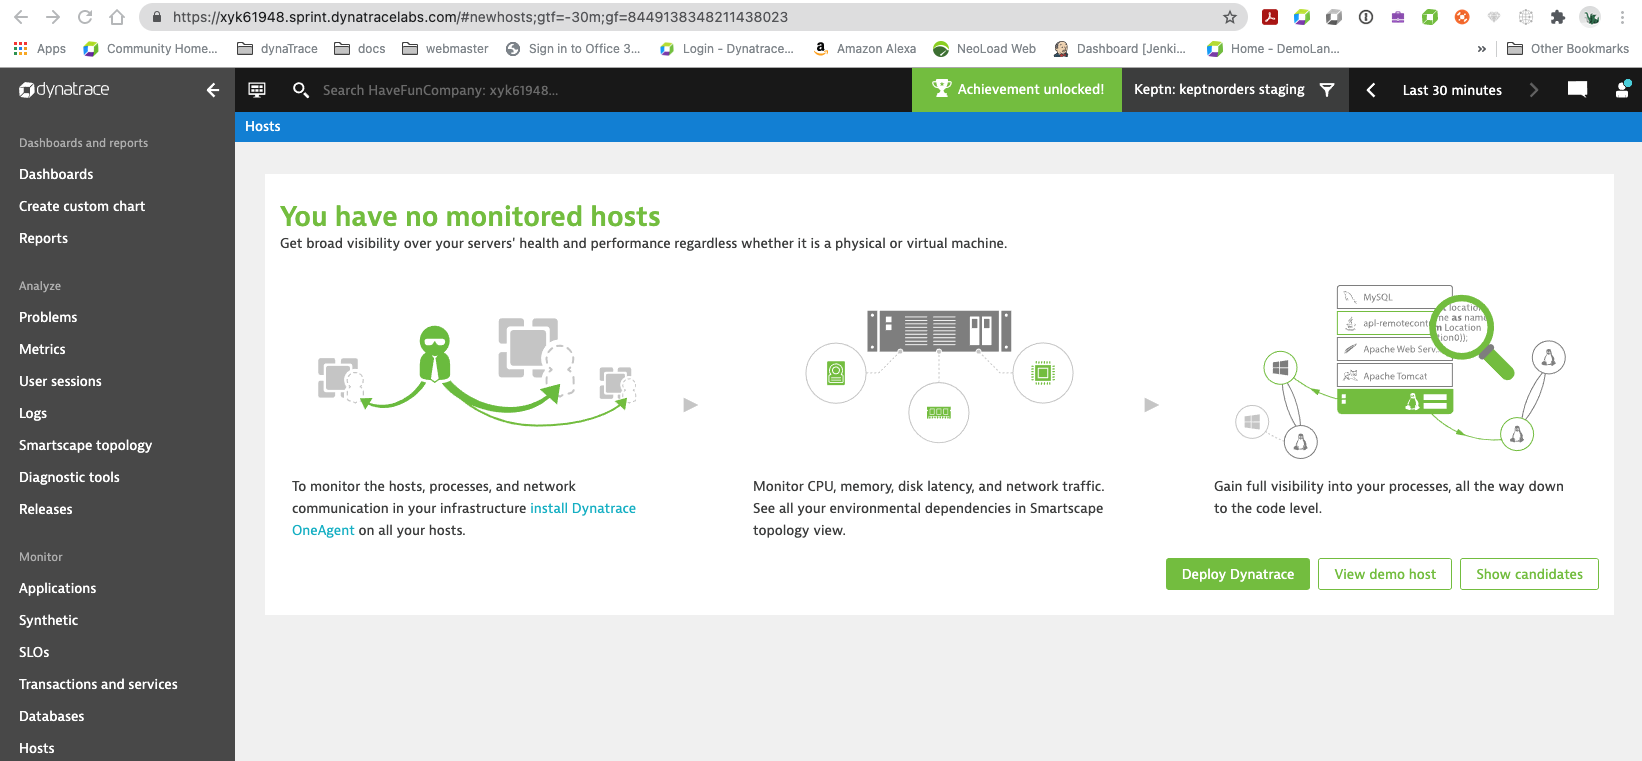 https://xyk61948.sprint.dynatracelabs.com/#newhosts;gtf=-30m;gf=8449138348211438023
Apps
Community Home...
dynaTrace
docs
webmaster
Sign in to Office 3...
Login - Dynatrace...
Amazon Alexa
NeoLoad Web
Dashboard [Jenki...
Home - DemoLan...
»
Other Bookmarks
dynatrace
Search HaveFunCompany: xyk61948...
Achievement unlocked!
Keptn: keptnorders staging
Last 30 minutes
Hosts
Dashboards and reports
Dashboards
Create custom chart
Reports
Analyze
Problems
Metrics
User sessions
Logs
Smartscape topology
Diagnostic tools
Releases
Monitor
Applications
Synthetic
SLOs
Transactions and services
Databases
Hosts
You have no monitored hosts
Get broad visibility over your servers' health and performance regardless whether it is a physical or virtual machine.
MySQL
apl-remotecont
Apache Web Serv...
Apache Tomcat
location
me as name
m Location
tion0));
To monitor the hosts, processes, and network
communication in your infrastructure install Dynatrace
OneAgent on all your hosts.
Monitor CPU, memory, disk latency, and network traffic.
See all your environmental dependencies in Smartscape
topology view.
Gain full visibility into your processes, all the way down
to the code level.
Deploy Dynatrace
View demo host
Show candidates